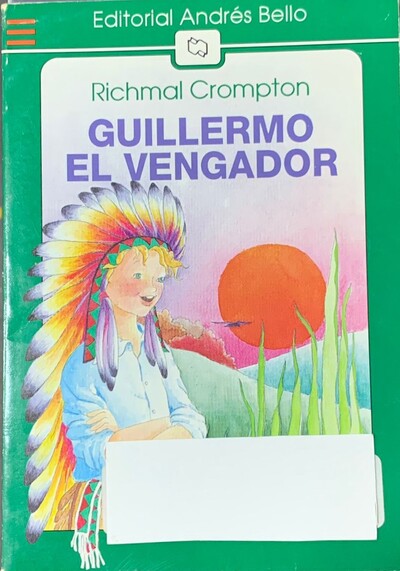 Editorial Andrés Bello
Richmal Crompton
GUILLERMO
EL VENGADOR